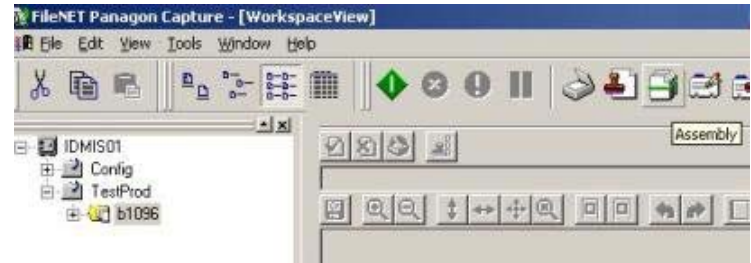 FileNET Panagon Capture - [WorkspaceView]
File Edit View Tools Window Help
Assembly
IDMIS01
Config
TestProd
b1096